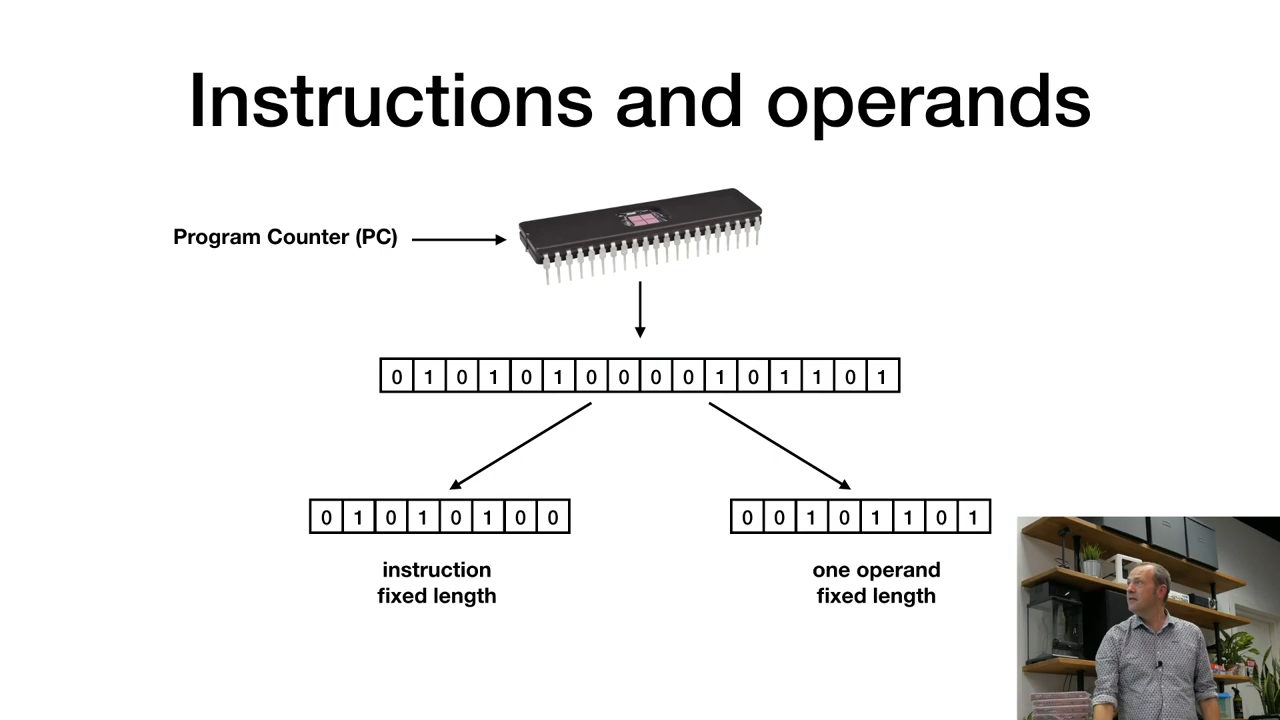 Instructions and operands
Program Counter (PC)
0 1 0 1 0 1 0 0 0 0 1 0 1 1 0 1
0 1 0 1 0 1 0 0
0 0 1 0 1 1 0 1
instruction
fixed length
one operand
fixed length